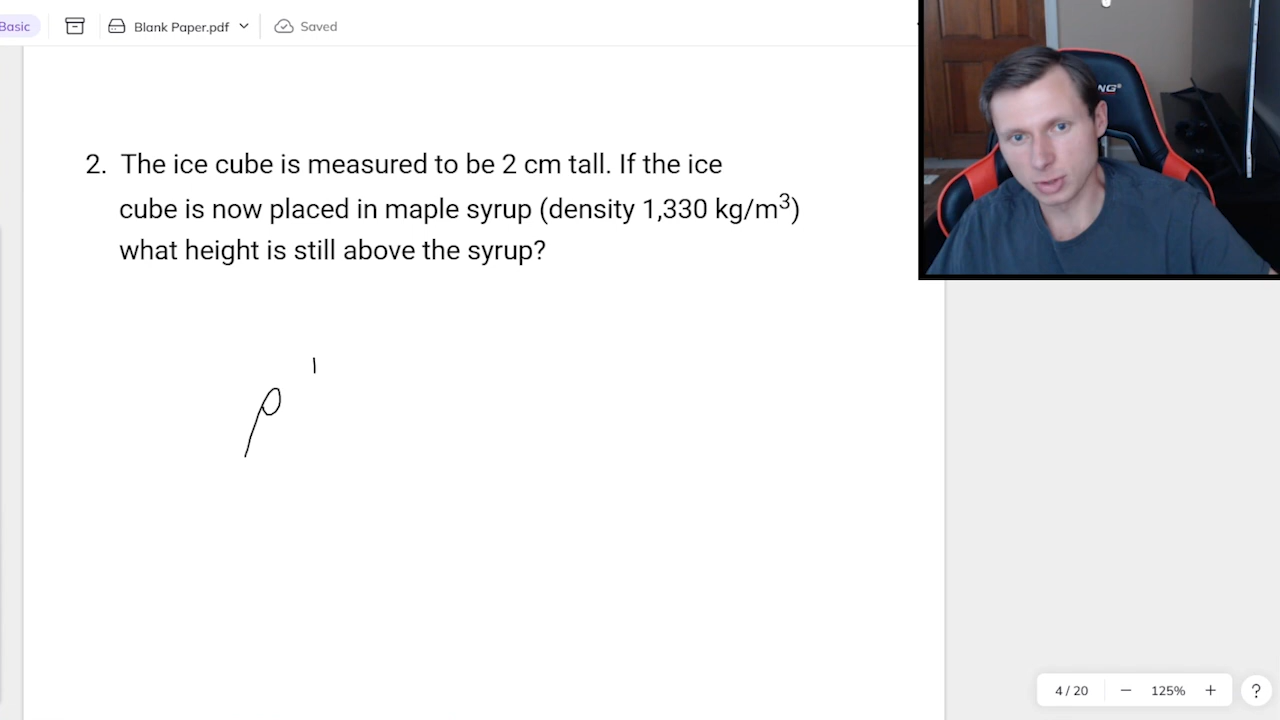 Basic
Blank Paper.pdf
Saved
NG®
2. The ice cube is measured to be 2 cm tall. If the ice
cube is now placed in maple syrup (density 1,330 kg/m³)
what height is still above the syrup?
ρ
4 / 20 − 125% + ?